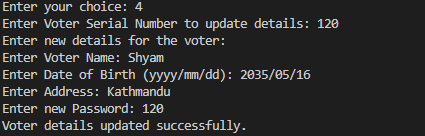 Enter your choice: 4
Enter Voter Serial Number to update details: 120
Enter new details for the voter:
Enter Voter Name: Shyam
Enter Date of Birth (yyyy/mm/dd): 2035/05/16
Enter Address: Kathmandu
Enter new Password: 120
Voter details updated successfully.